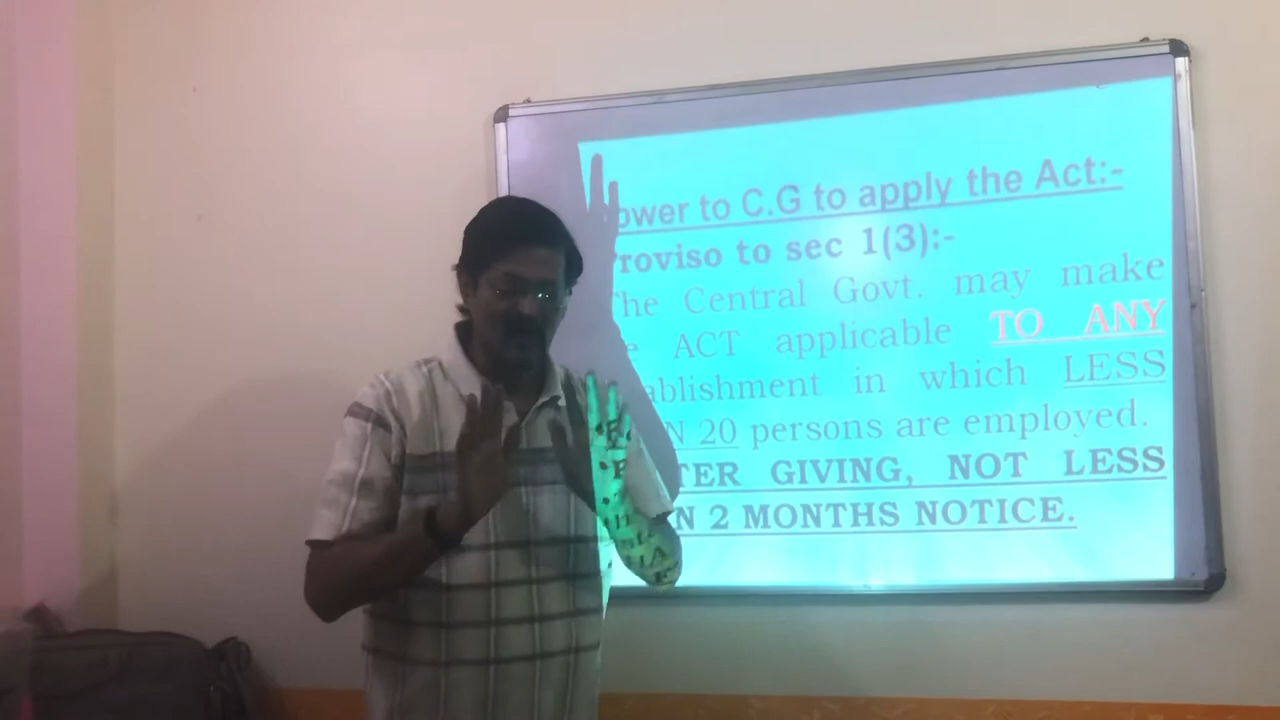 ower to C.G to apply the Act:-
roviso to sec 1(3):-
The Central Govt. may make
e ACT applicable TO ANY
ablishment in which LESS
N 20 persons are employed.
TER GIVING, NOT LESS
N 2 MONTHS NOTICE.